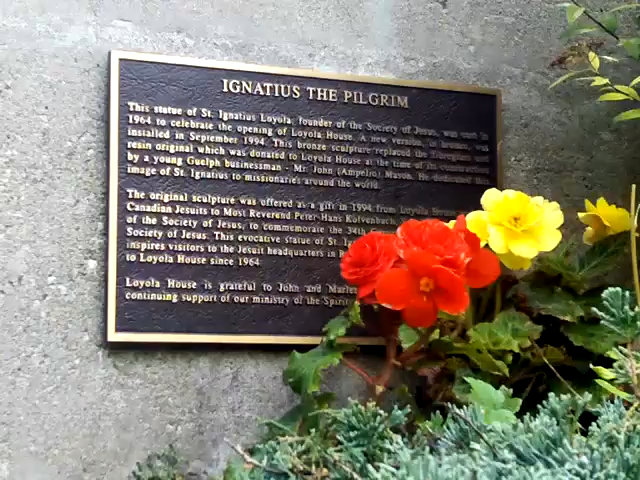 IGNATIUS THE PILGRIM
This statue of St. Ignatius Loyola, founder of the Society of Jesus, was cast in
1964 to celebrate the opening of Loyola House. A new version, in bronze, was
installed in September 1994. This bronze sculpture replaced the fibreglass and
resin original which was donated to Loyola House at the time of its construction
by a young Guelph businessman - Mr. John (Ampelio) Mason. He dedicated this
image of St. Ignatius to missionaries around the world.
The original sculpture was offered as a gift in 1994 from Loyola House
Canadian Jesuits to Most Reverend Peter-Hans Kolvenbach,
of the Society of Jesus, to commemorate the 34th
Society of Jesus. This evocative statue of St.
inspires visitors to the Jesuit headquarters in
to Loyola House since 1964.
Loyola House is grateful to John and
continuing support of our ministry of the Spirit